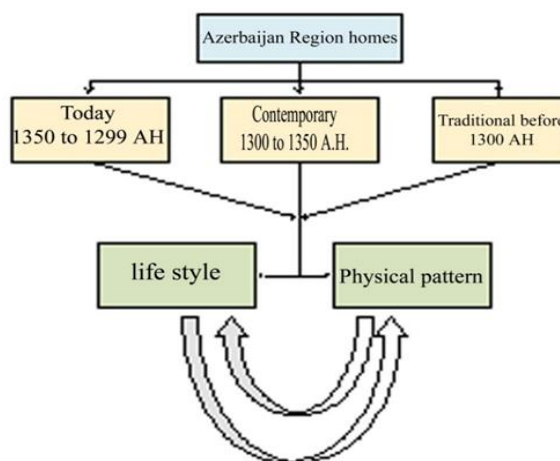 Azerbaijan Region homes
Today
1350 to 1299 AH
Contemporary
1300 to 1350 A.H.
Traditional before
1300 AH
life style
Physical pattern